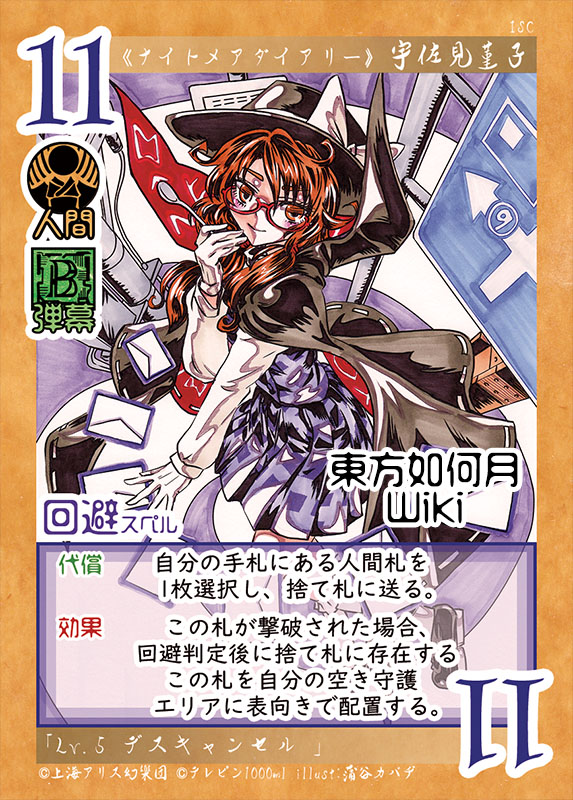 1SC
11
《ナイトメアダイアリー》 宇佐見菫子
人間
B
弾幕
⑨
東方如何月
Wiki
回避スペル
代償
自分の手札にある人間札を
1枚選択し、捨て札に送る。
効果
この札が撃破された場合、
回避判定後に捨て札に存在する
この札を自分の空き守護
エリアに表向きで配置する。
11
「Lv.5 デスキャンセル 」
©上海アリス幻樂団 ©テレビン1000ml illust:蒲谷カバヂ